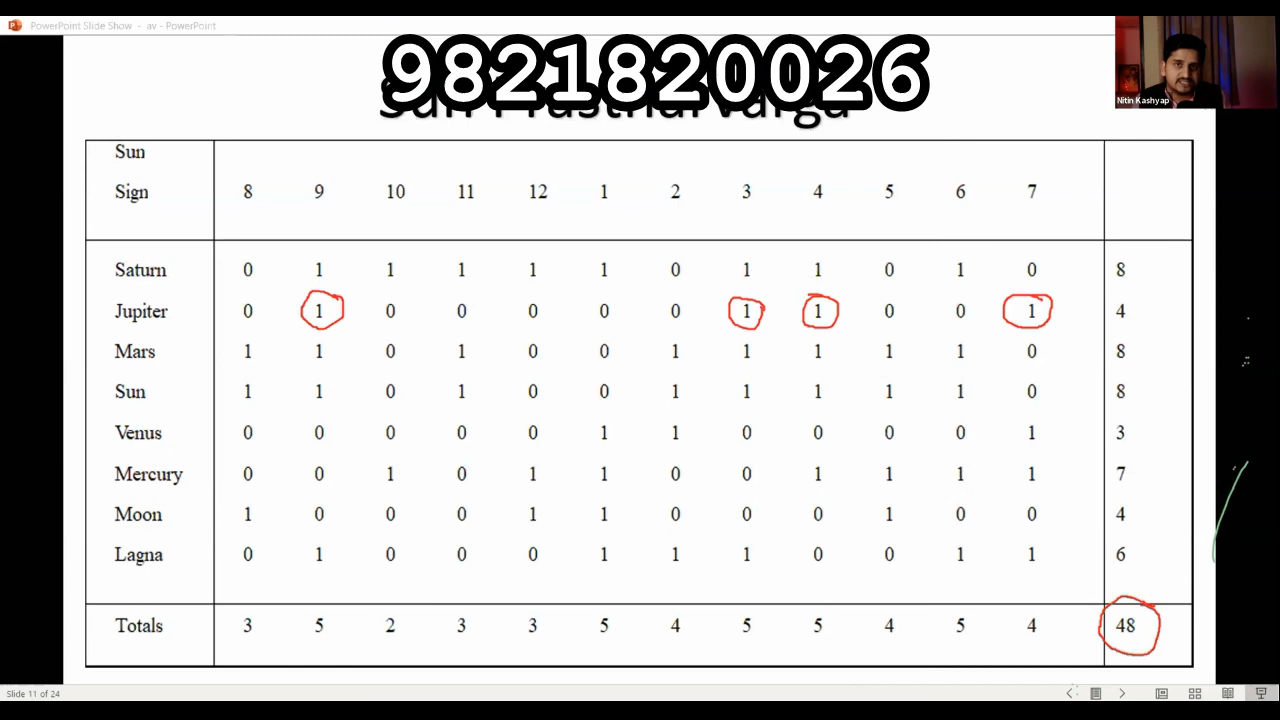 PowerPoint Slide Show - av - PowerPoint
9821820026
Sun Prastharvarga
Nitin Kashyap
Sun
Sign 8 9 10 11 12 1 2 3 4 5 6 7
Saturn 0 1 1 1 1 1 0 1 1 0 1 0 8
Jupiter 0 1 0 0 0 0 0 1 1 0 0 1 4
Mars 1 1 0 1 0 0 1 1 1 1 1 0 8
Sun 1 1 0 1 0 0 1 1 1 1 1 0 8
Venus 0 0 0 0 0 1 1 0 0 0 0 1 3
Mercury 0 0 1 0 1 1 0 0 1 1 1 1 7
Moon 1 0 0 0 1 1 0 0 0 1 0 0 4
Lagna 0 1 0 0 0 1 1 1 0 0 1 1 6
Totals 3 5 2 3 3 5 4 5 5 4 5 4 48
Slide 11 of 24